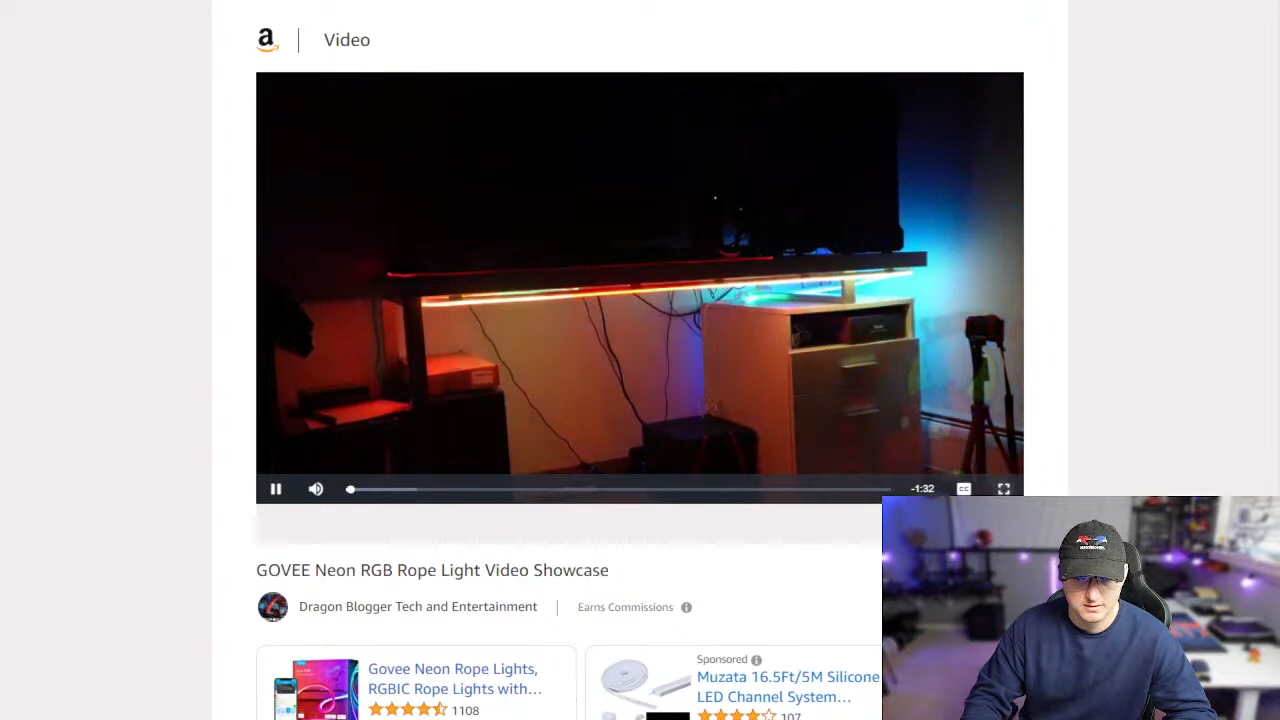 a
Video
-1:32
CC
GOVEE Neon RGB Rope Light Video Showcase
Dragon Blogger Tech and Entertainment
Earns Commissions
Govee Neon Rope Lights,
RGBIC Rope Lights with…
1108
Sponsored
Muzata 16.5Ft/5M Silicone
LED Channel System…
107